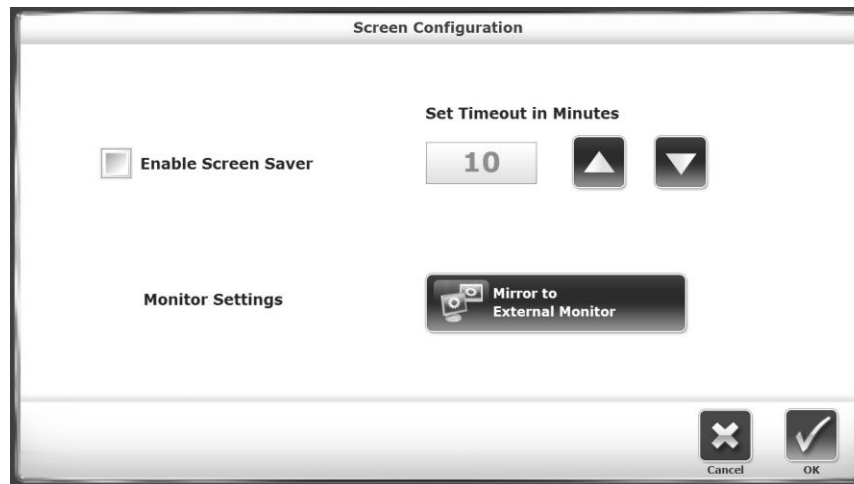 Screen Configuration
Set Timeout in Minutes
Enable Screen Saver
10
Monitor Settings
Mirror to
External Monitor
Cancel
OK